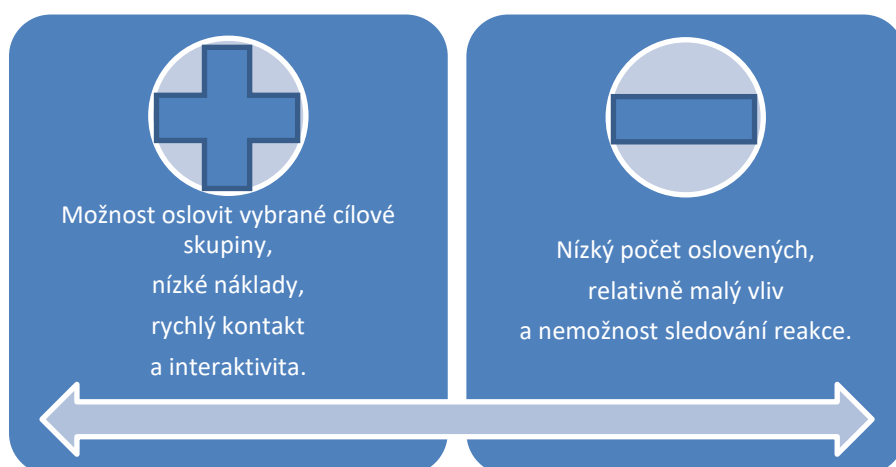 Možnost oslovit vybrané cílové
skupiny,
nízké náklady,
rychlý kontakt
a interaktivita.
Nízký počet oslovených,
relativně malý vliv
a nemožnost sledování reakce.